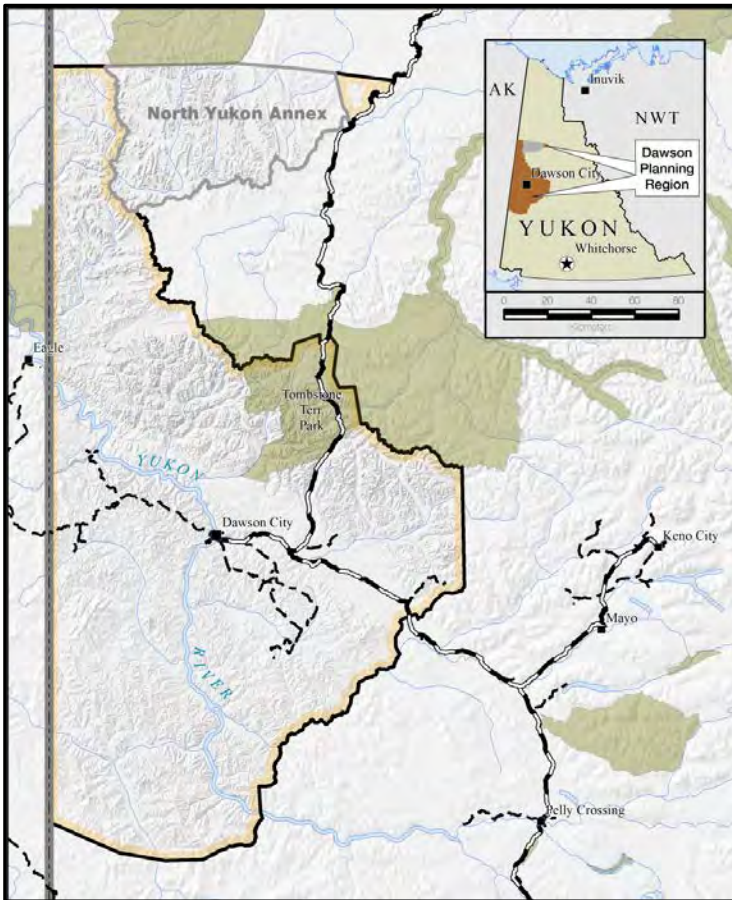 North Yukon Annex
Inuvik
AK
NWT
Dawson
Planning
Region
Dawson City
YUKON
Whitehorse
0 20 40 60 80
Kilometers
Eagle
Tombstone
Terr
Park
YUKON
Dawson City
Keno City
Mayo
RIVER
Pelly Crossing